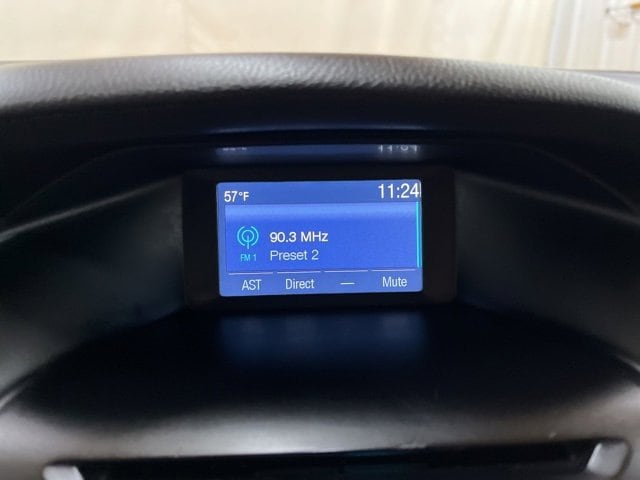 57°F 11:24
90.3 MHz
FM 1 Preset 2
AST Direct — Mute